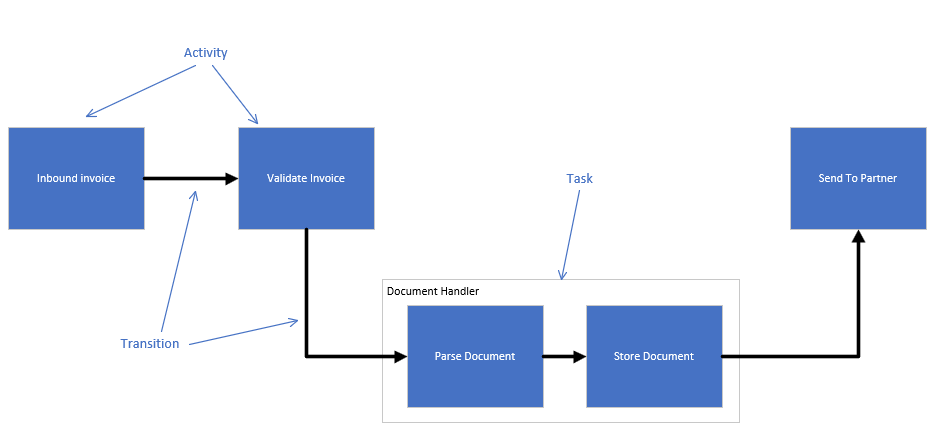 Activity
Inbound invoice
Validate Invoice
Task
Send To Partner
Document Handler
Transition
Parse Document
Store Document